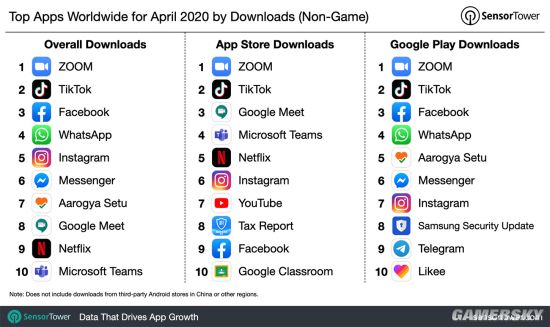 Top Apps Worldwide for April 2020 by Downloads (Non-Game)
SensorTower
Overall Downloads
1 ZOOM
2 TikTok
3 Facebook
4 WhatsApp
5 Instagram
6 Messenger
7 Aarogya Setu
8 Google Meet
9 Netflix
10 Microsoft Teams
App Store Downloads
1 ZOOM
2 TikTok
3 Google Meet
4 Microsoft Teams
5 Netflix
6 Instagram
7 YouTube
8 Tax Report
9 Facebook
10 Google Classroom
Google Play Downloads
1 ZOOM
2 TikTok
3 Facebook
4 WhatsApp
5 Aarogya Setu
6 Messenger
7 Instagram
8 Samsung Security Update
9 Telegram
10 Likee
Note: Does not include downloads from third-party Android stores in China or other regions.
SensorTower Data That Drives App Growth
GAMERSKY